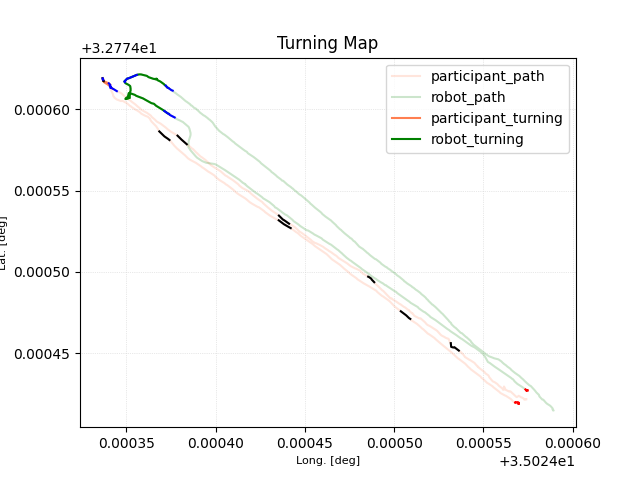 Turning Map
+3.2774e1
participant_path
robot_path
participant_turning
robot_turning
0.00060
0.00055
0.00050
0.00045
Lat. [deg]
0.00035
0.00040
0.00045
0.00050
0.00055
0.00060
Long. [deg]
+3.5024e1